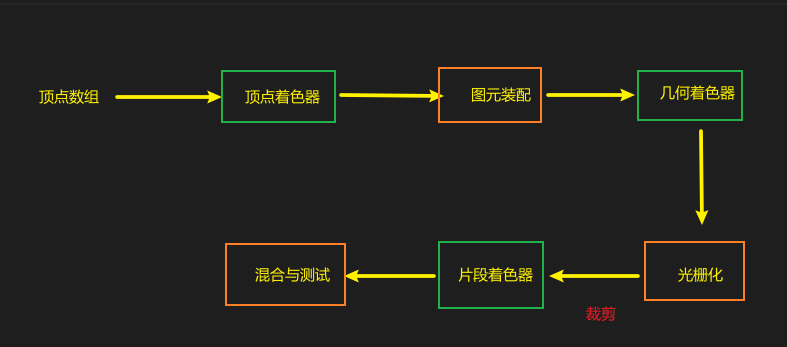 顶点数组
顶点着色器
图元装配
几何着色器
光栅化
裁剪
片段着色器
混合与测试